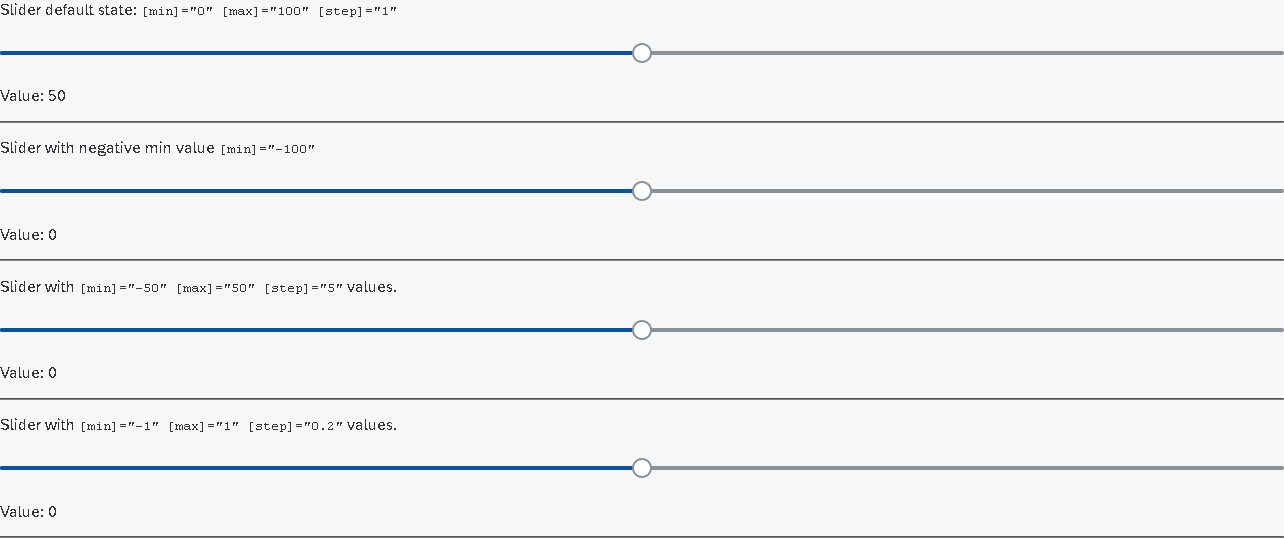 Slider default state: [min]="0" [max]="100" [step]="1"
Value: 50
Slider with negative min value [min]="-100"
Value: 0
Slider with [min]="-50" [max]="50" [step]="5" values.
Value: 0
Slider with [min]="-1" [max]="1" [step]="0.2" values.
Value: 0